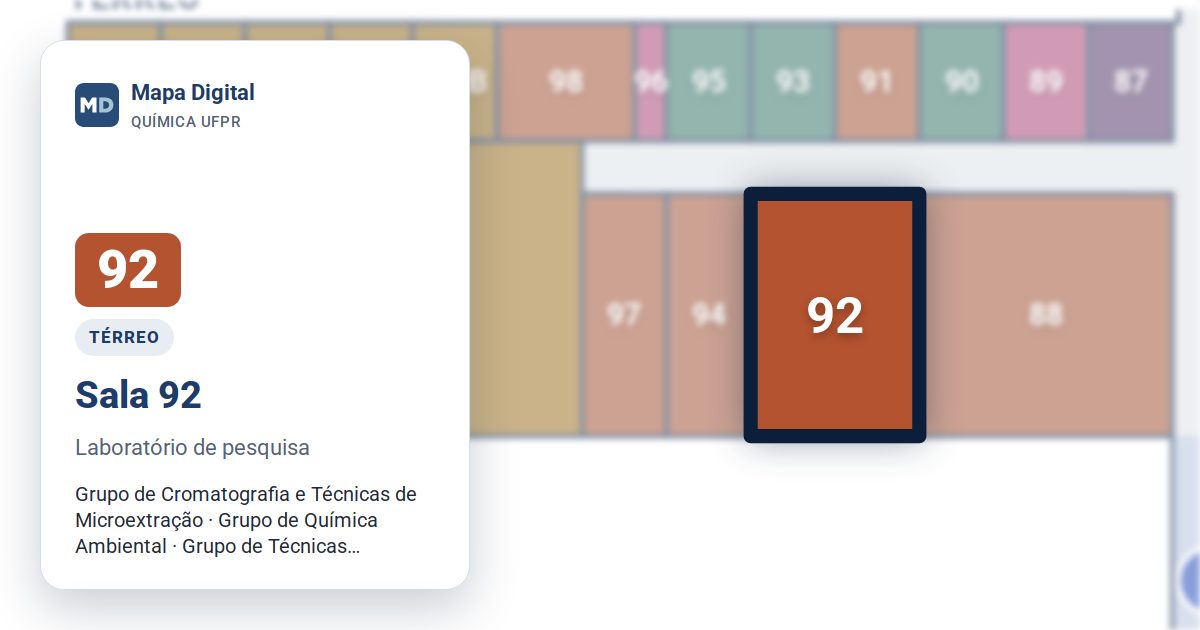 MD
Mapa Digital
QUÍMICA UFPR
92
TÉRREO
Sala 92
Laboratório de pesquisa
Grupo de Cromatografia e Técnicas de
Microextração · Grupo de Química
Ambiental · Grupo de Técnicas…
98
96
95
93
91
90
89
87
97
94
92
88